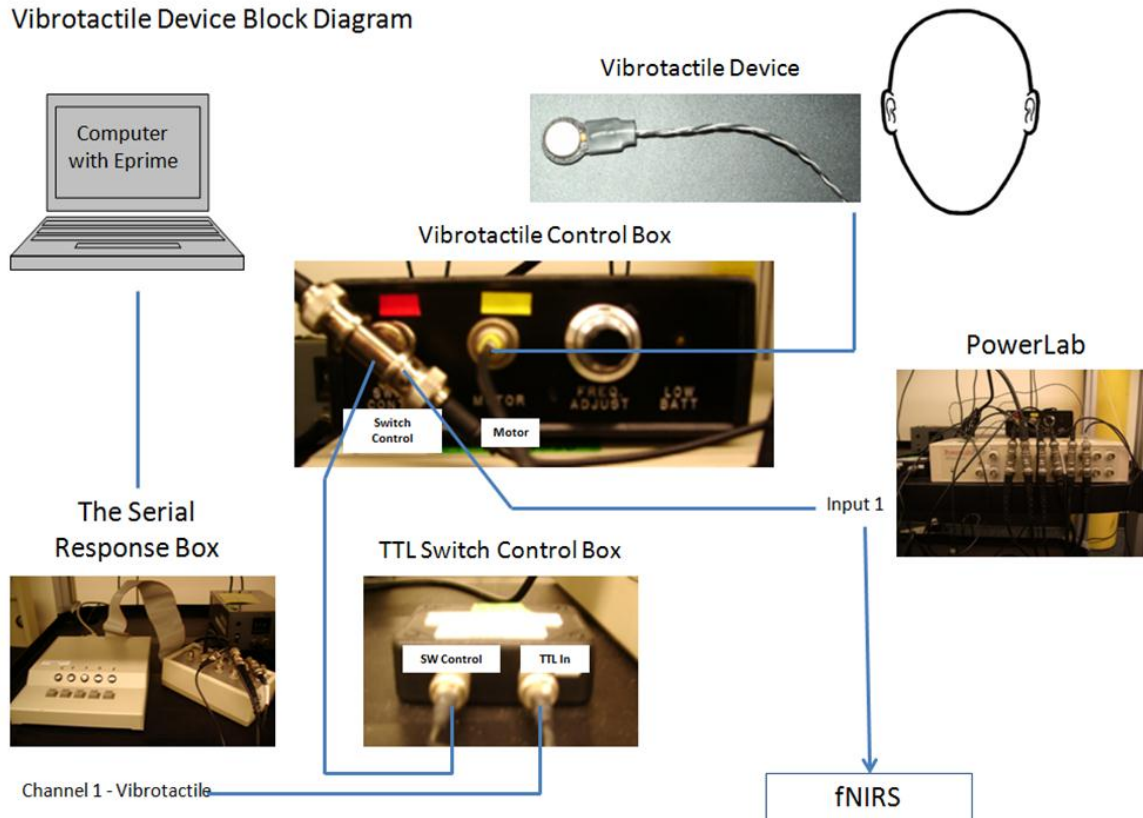 Vibrotactile Device Block Diagram
Computer
with Eprime
Vibrotactile Device
Vibrotactile Control Box
MOTOR
FREQ
ADJUST
LOW
BATT
Switch
Control
Motor
PowerLab
Input 1
The Serial
Response Box
TTL Switch Control Box
SW Control
TTL In
Channel 1 - Vibrotactile
fNIRS